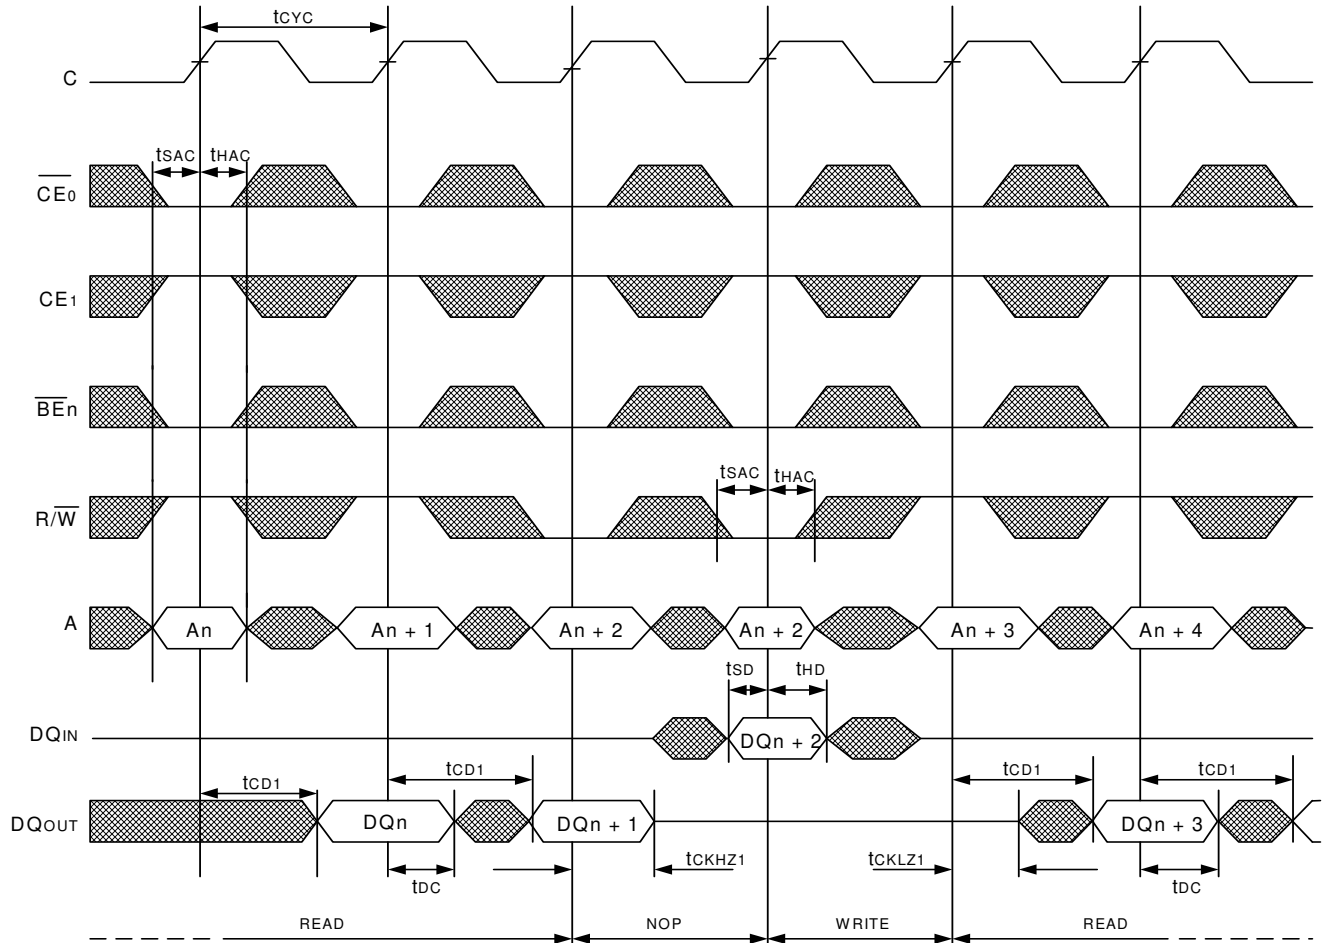 tCYC
C
tSAC tHAC
CE0
CE1
BEn
tSAC tHAC
R/W
A An An + 1 An + 2 An + 2 An + 3 An + 4
tSD tHD
DQIN DQn + 2
tCD1 tCD1 tCD1 tCD1
DQOUT DQn DQn + 1 DQn + 3
tDC tCKHZ1 tCKLZ1 tDC
READ NOP WRITE READ